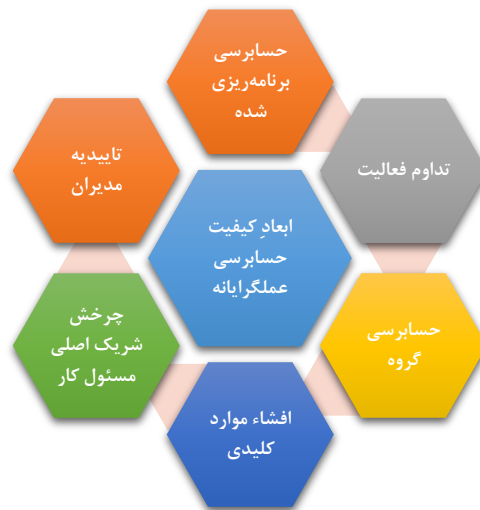 حسابرسی
برنامه‌ریزی
شده
تداوم فعالیت
حسابرسی
گروه
افشاء موارد
کلیدی
چرخش
شریک اصلی
مسئول کار
تاییدیه
مدیران
ابعادِ کیفیت
حسابرسی
عملگرایانه